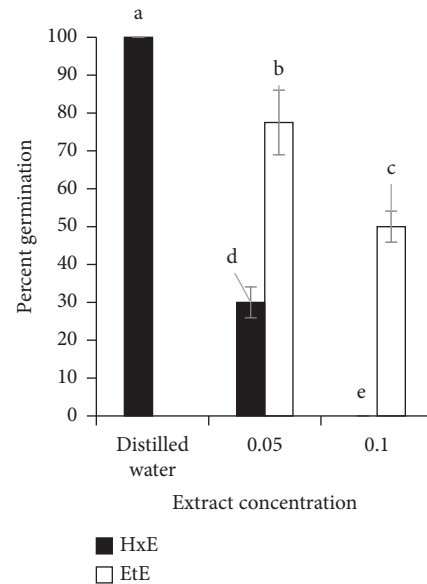 a
100
90
b
80
70
c
60
Percent germination
50
d
40
30
20
10
e
0
Distilled
water
0.05
0.1
Extract concentration
HxE
EtE